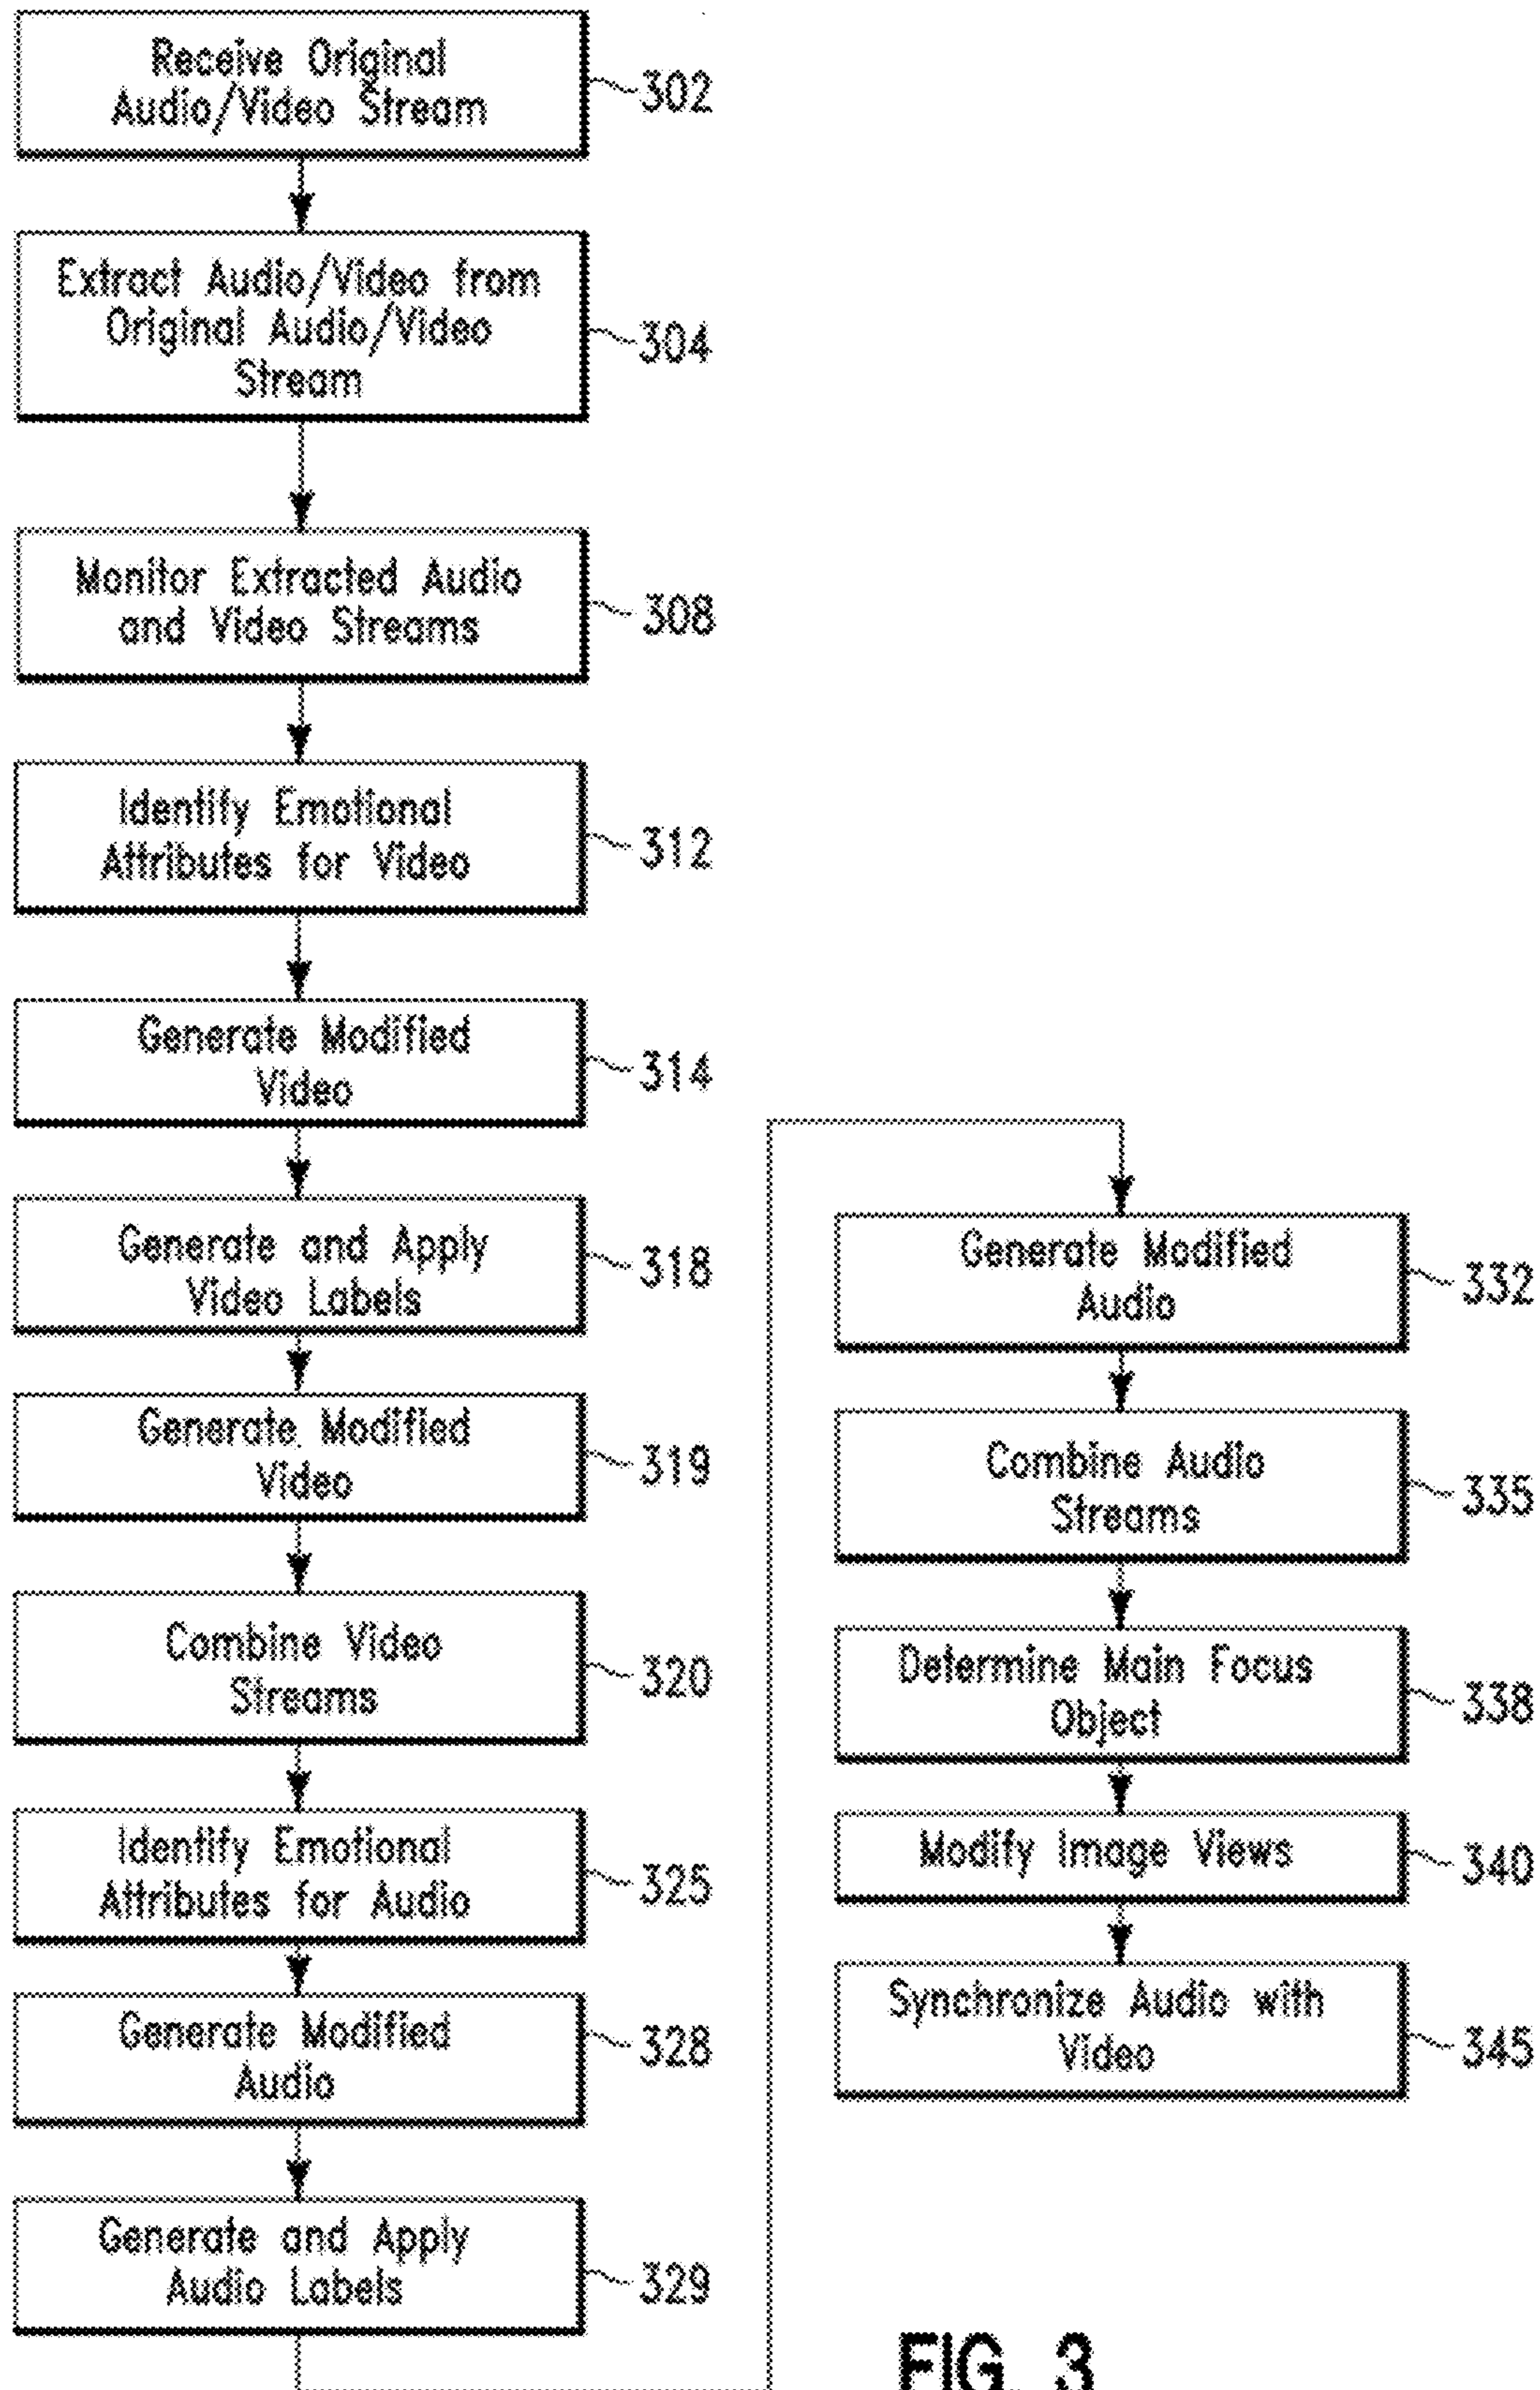 Receive Original
Audio/Video Stream
302
Extract Audio/Video from
Original Audio/Video
Stream
304
Monitor Extracted Audio
and Video Streams
308
Identify Emotional
Attributes for Video
312
Generate Modified
Video
314
Generate and Apply
Video Labels
318
Generate Modified
Video
319
Combine Video
Streams
320
Identify Emotional
Attributes for Audio
325
Generate Modified
Audio
328
Generate and Apply
Audio Labels
329
Generate Modified
Audio
332
Combine Audio
Streams
335
Determine Main Focus
Object
338
Modify Image Views
340
Synchronize Audio with
Video
345
FIG. 3